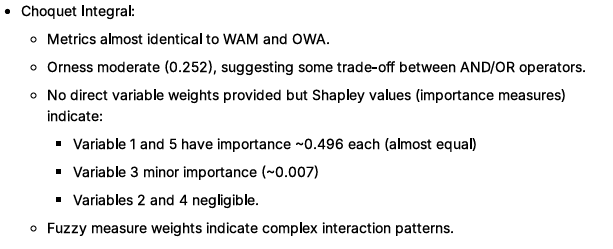 • Choquet Integral:
◦ Metrics almost identical to WAM and OWA.
◦ Orness moderate (0.252), suggesting some trade-off between AND/OR operators.
◦ No direct variable weights provided but Shapley values (importance measures)
indicate:
▪ Variable 1 and 5 have importance ~0.496 each (almost equal)
▪ Variable 3 minor importance (~0.007)
▪ Variables 2 and 4 negligible.
◦ Fuzzy measure weights indicate complex interaction patterns.